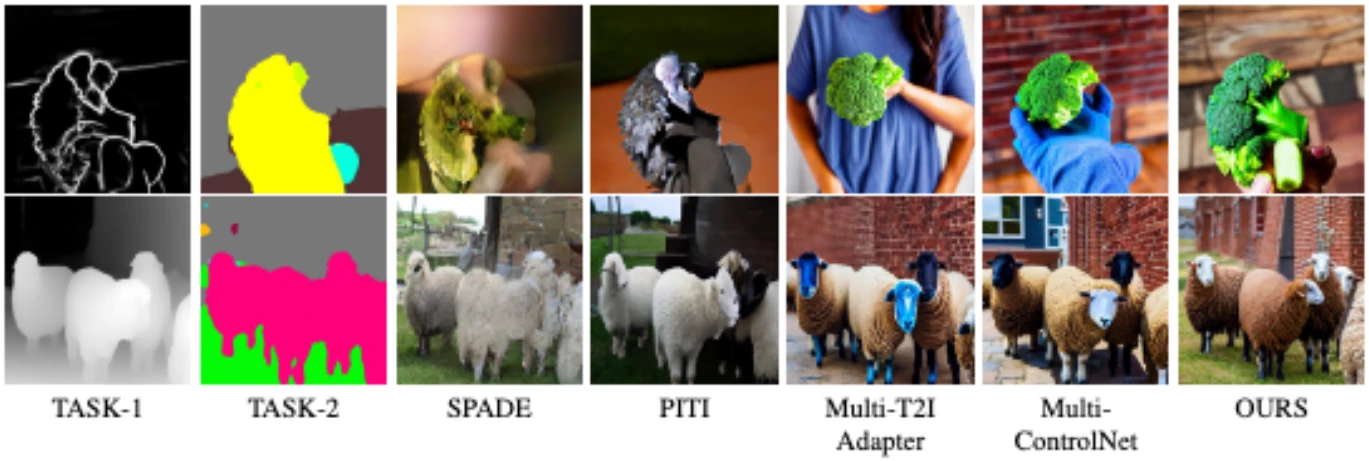 TASK-1 TASK-2 SPADE PITI Multi-T2I Multi- OURS
Adapter ControlNet